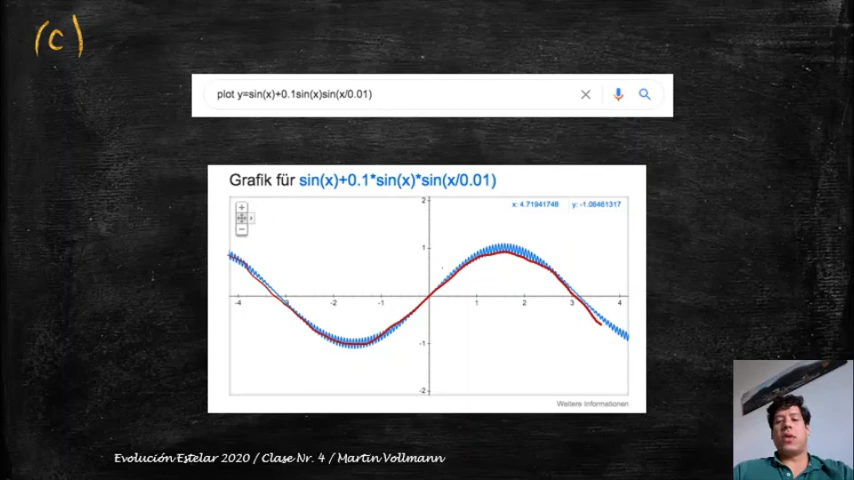 (c)
plot y=sin(x)+0.1sin(x)sin(x/0.01)
Grafik für sin(x)+0.1*sin(x)*sin(x/0.01)
x: 4.71941748 y: -1.06461317
2
1
-4 -2 -1 1 2 3 4
-1
-2
Weitere Informationen
Evolución Estelar 2020 / Clase Nr. 4 / Martin Vollmann